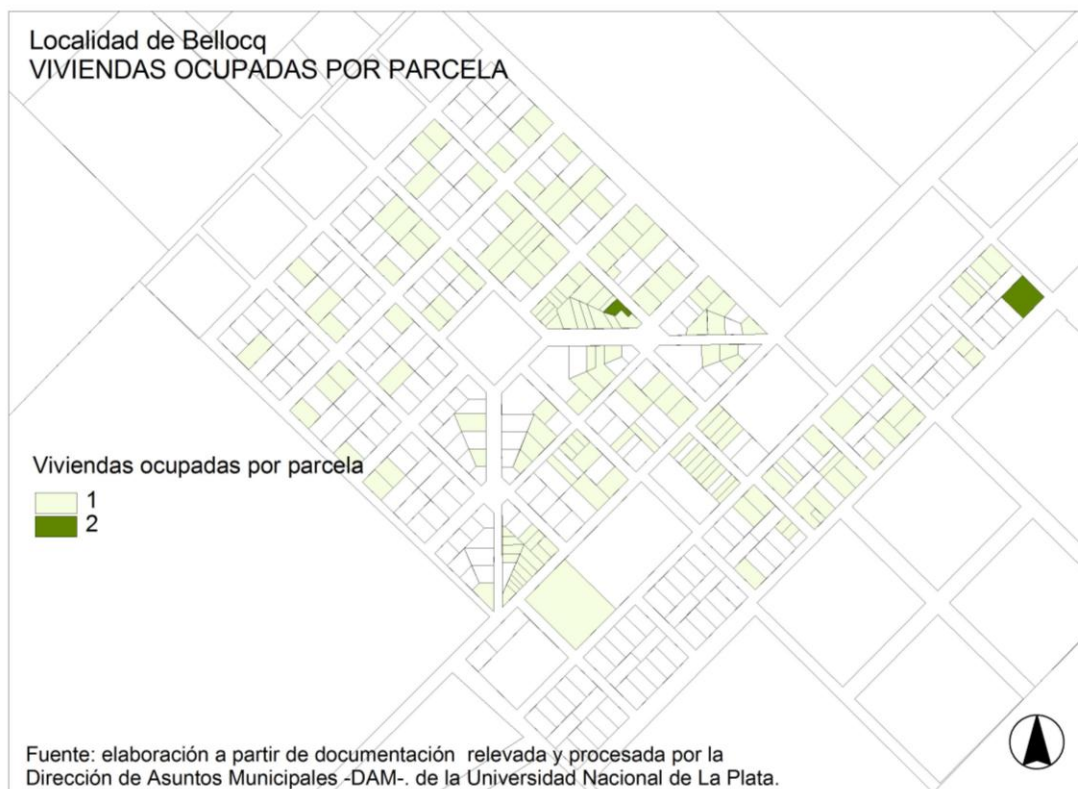 Localidad de Bellocq
VIVIENDAS OCUPADAS POR PARCELA
Viviendas ocupadas por parcela
1
2
Fuente: elaboración a partir de documentación relevada y procesada por la
Dirección de Asuntos Municipales -DAM-. de la Universidad Nacional de La Plata.